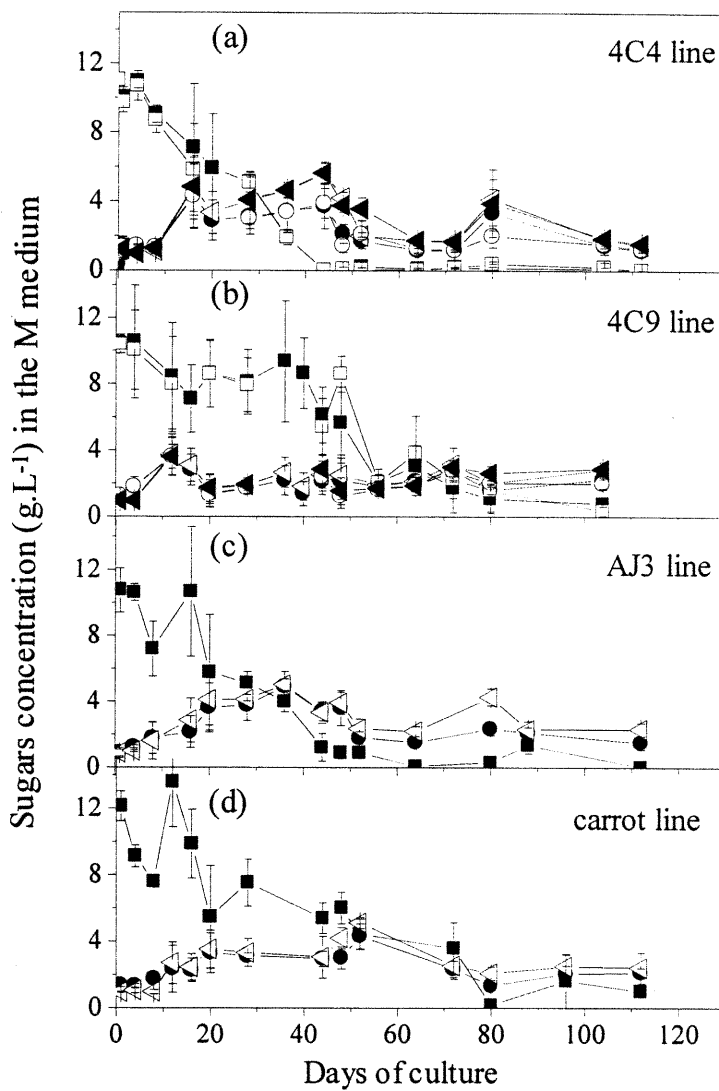 Sugars concentration (g.L⁻¹) in the M medium
(a)
4C4 line
12
8
4
0
(b)
4C9 line
12
8
4
0
(c)
AJ3 line
12
8
4
0
(d)
carrot line
12
8
4
0
0 20 40 60 80 100 120
Days of culture